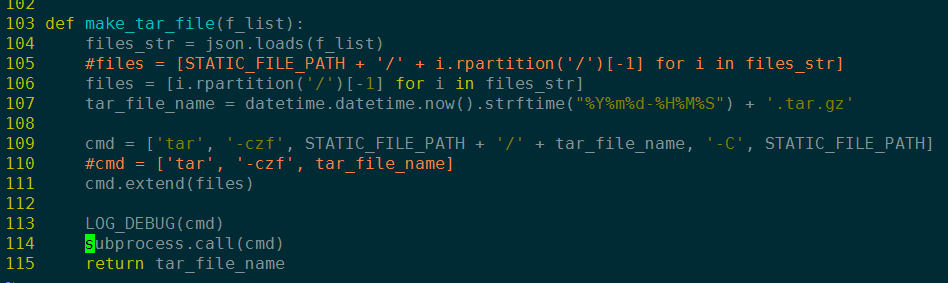 102
103 def make_tar_file(f_list):
104     files_str = json.loads(f_list)
105     #files = [STATIC_FILE_PATH + '/' + i.rpartition('/')[-1] for i in files_str]
106     files = [i.rpartition('/')[-1] for i in files_str]
107     tar_file_name = datetime.datetime.now().strftime("%Y%m%d-%H%M%S") + '.tar.gz'
108
109     cmd = ['tar', '-czf', STATIC_FILE_PATH + '/' + tar_file_name, '-C', STATIC_FILE_PATH]
110     #cmd = ['tar', '-czf', tar_file_name]
111     cmd.extend(files)
112
113     LOG_DEBUG(cmd)
114     subprocess.call(cmd)
115     return tar_file_name